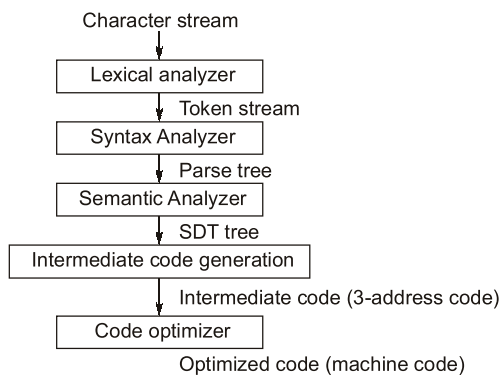 Character stream
Lexical analyzer
Token stream
Syntax Analyzer
Parse tree
Semantic Analyzer
SDT tree
Intermediate code generation
Intermediate code (3-address code)
Code optimizer
Optimized code (machine code)